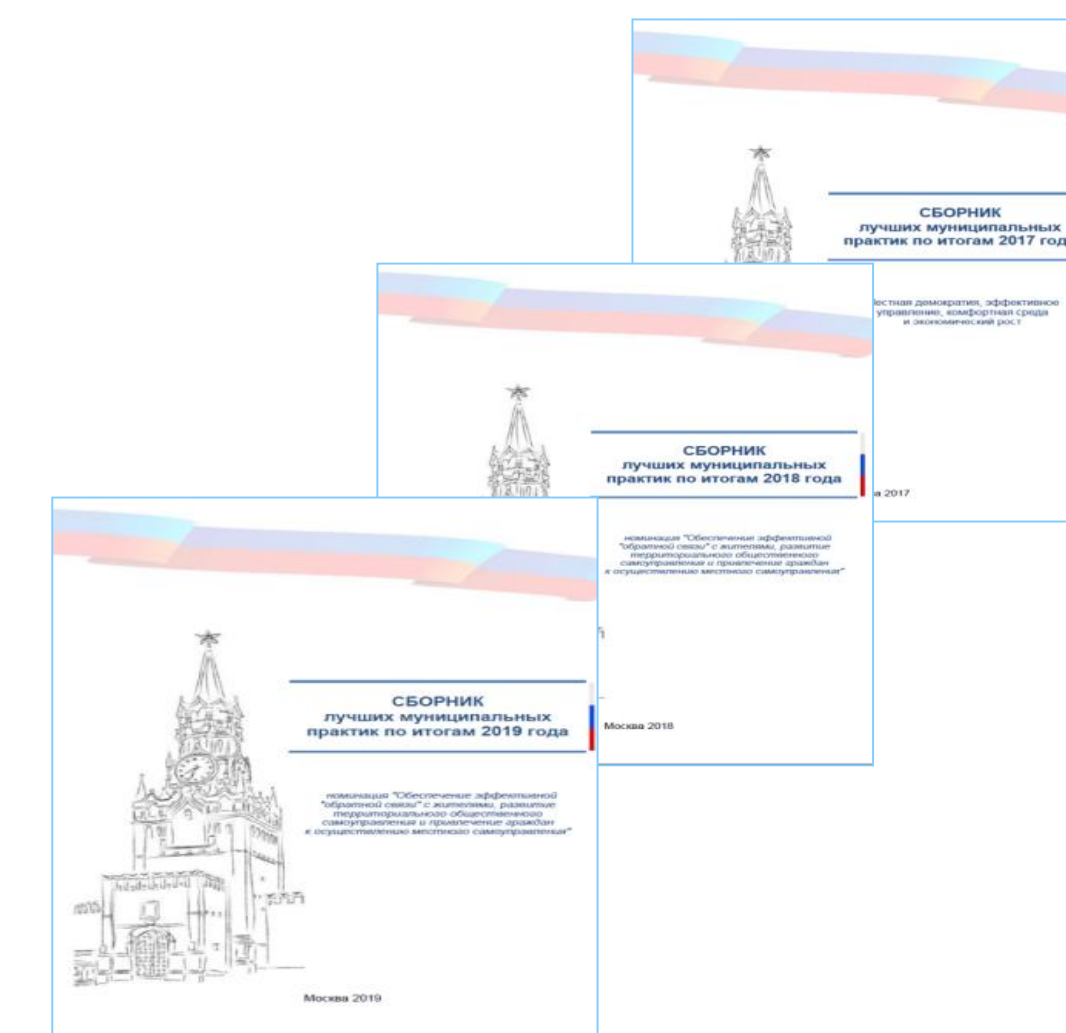 СБОРНИК
лучших муниципальных
практик по итогам 2017 год
естная демократия, эффективное
управление, комфортная среда
и экономический рост
а 2017
СБОРНИК
лучших муниципальных
практик по итогам 2018 года
номинация "Обеспечение эффективной
"обратной связи" с жителями, развитие
территориального общественного
самоуправления и привлечение граждан
к осуществлению местного самоуправления"
Москва 2018
СБОРНИК
лучших муниципальных
практик по итогам 2019 года
номинация "Обеспечение эффективной
"обратной связи" с жителями, развитие
территориального общественного
самоуправления и привлечение граждан
к осуществлению местного самоуправления"
Москва 2019